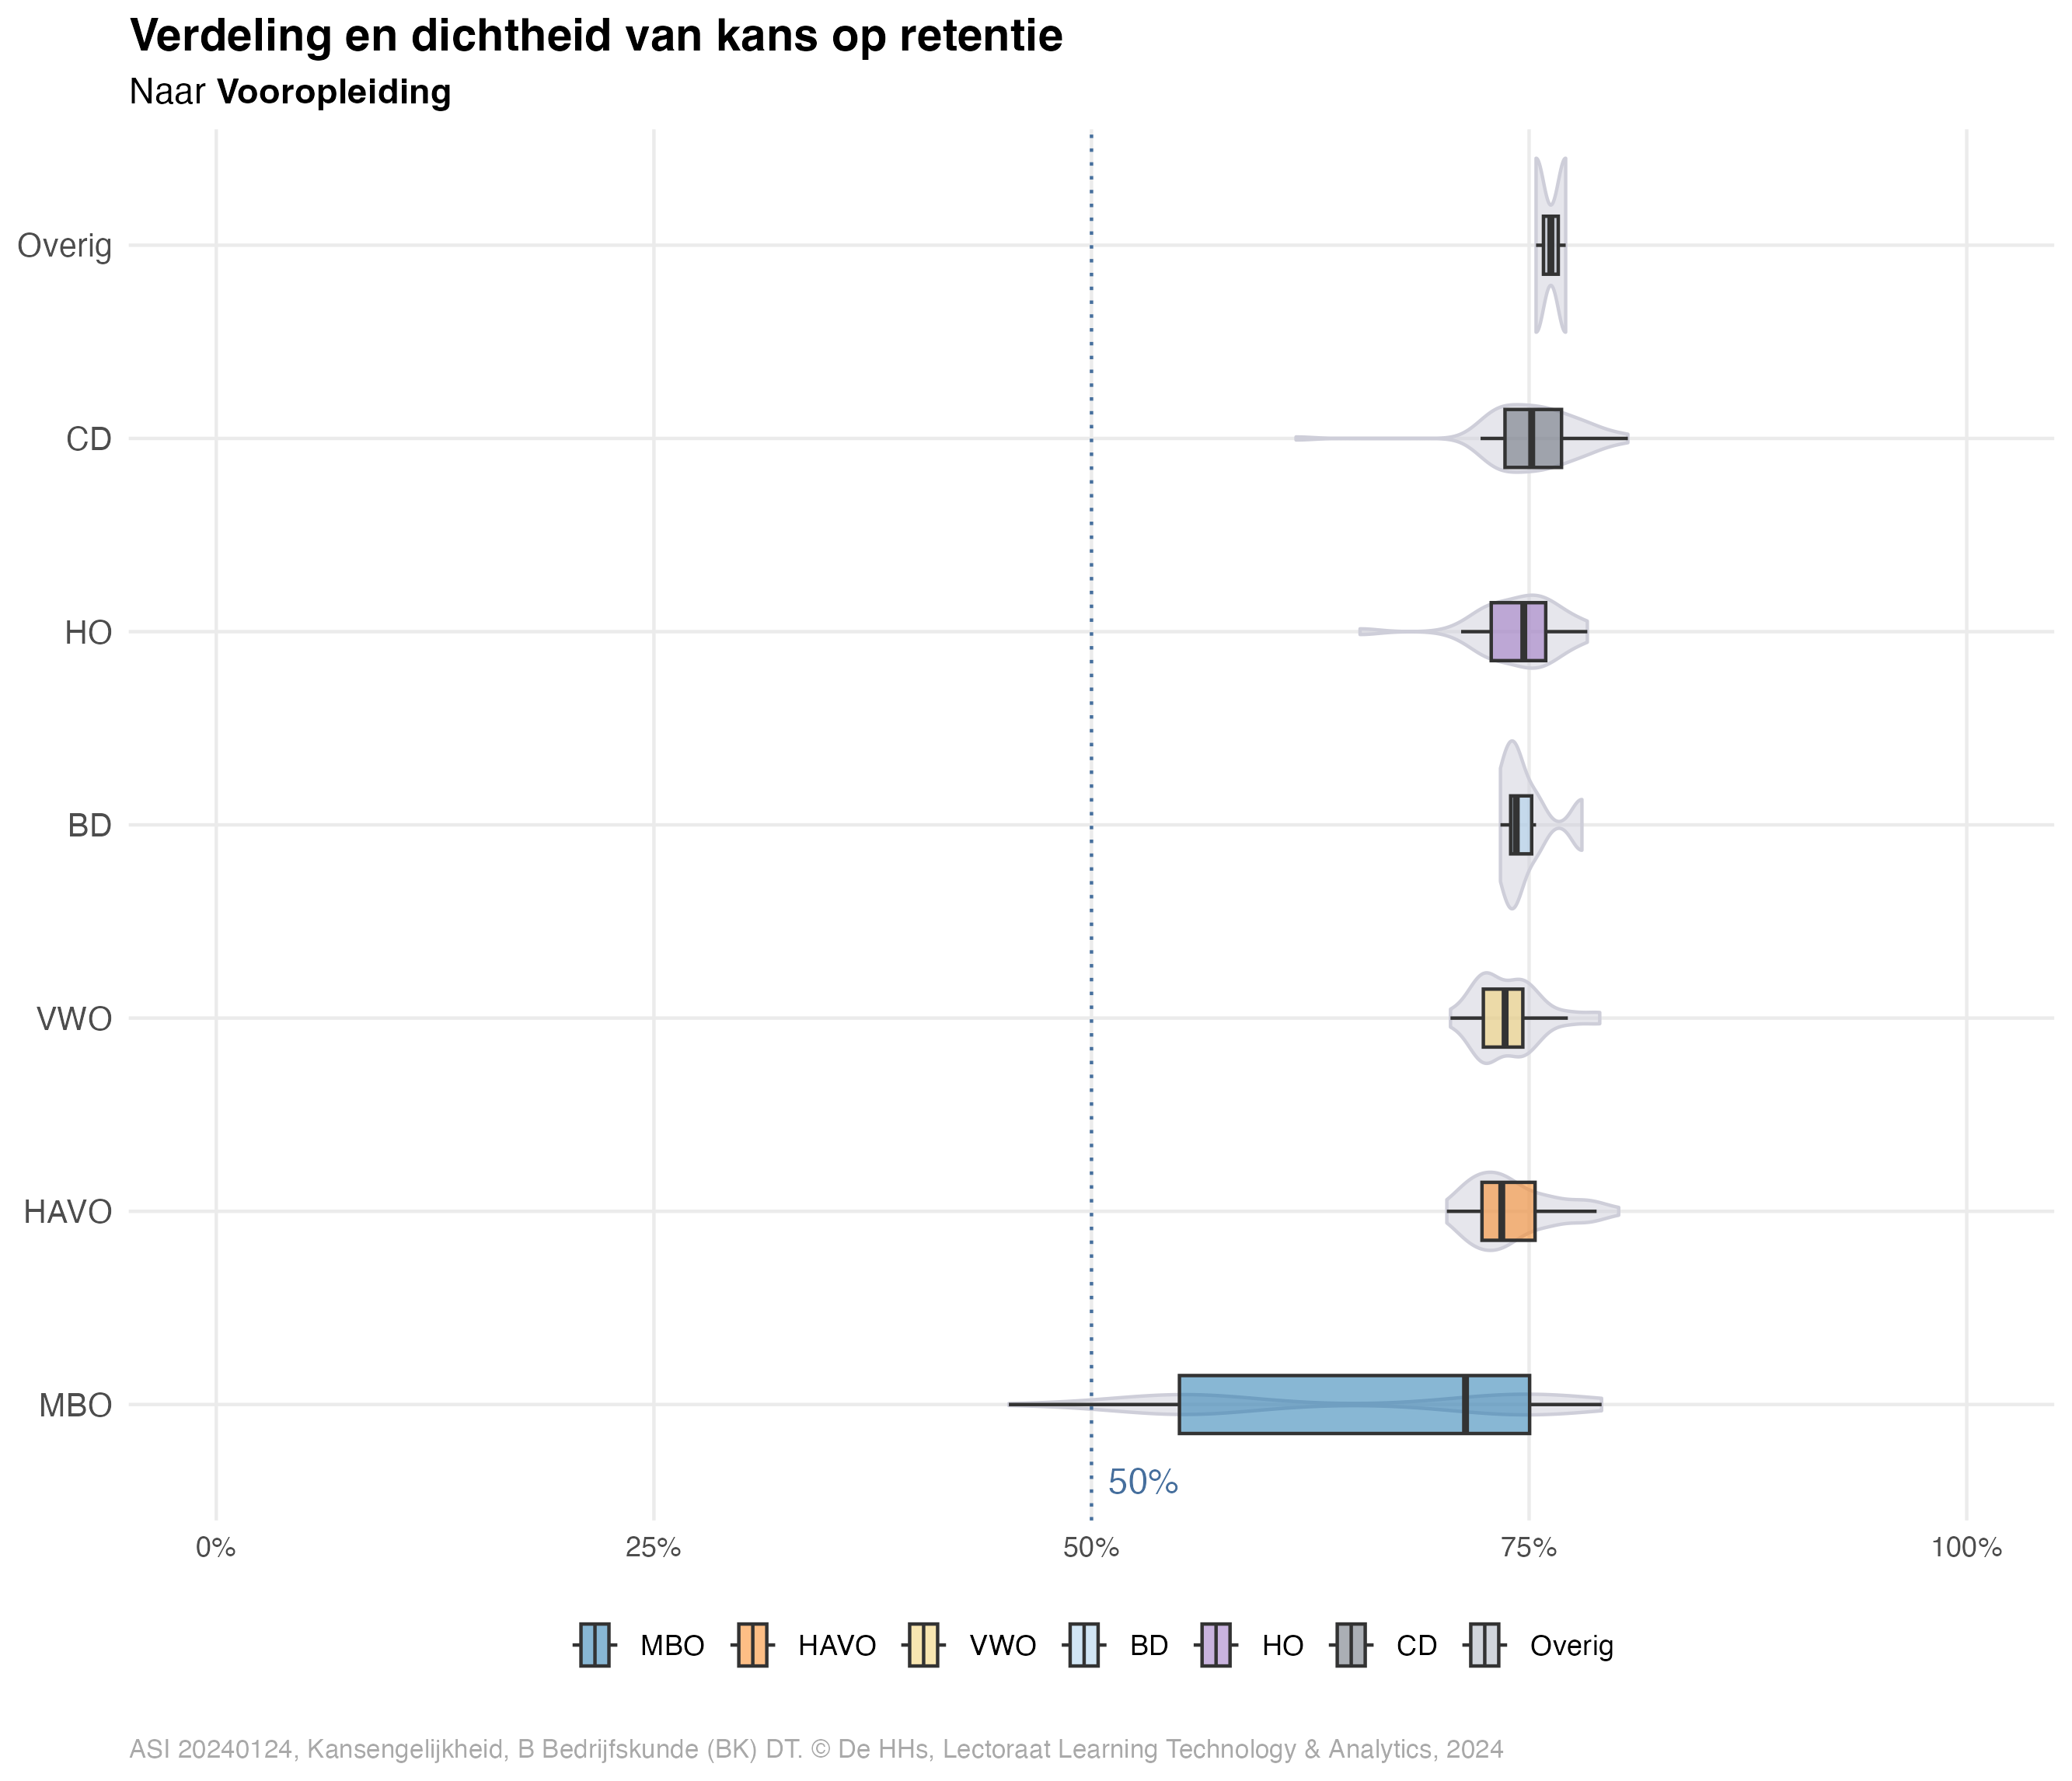 Verdeling en dichtheid van kans op retentie
Naar Vooropleiding
Overig
CD
HO
BD
VWO
HAVO
MBO
50%
0% 25% 50% 75% 100%
MBO HAVO VWO BD HO CD Overig
ASI 20240124, Kansengelijkheid, B Bedrijfskunde (BK) DT. © De HHs, Lectoraat Learning Technology & Analytics, 2024